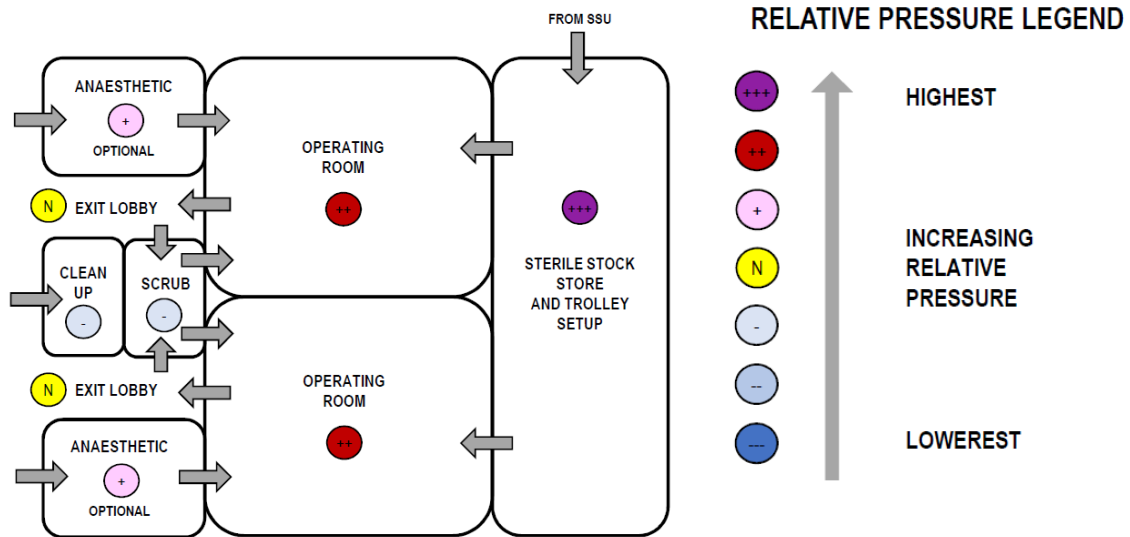 FROM SSU
RELATIVE PRESSURE LEGEND
ANAESTHETIC
+
OPTIONAL
N EXIT LOBBY
CLEAN
UP
-
SCRUB
-
N EXIT LOBBY
ANAESTHETIC
+
OPTIONAL
OPERATING
ROOM
++
OPERATING
ROOM
++
+++
STERILE STOCK
STORE
AND TROLLEY
SETUP
+++ HIGHEST
++
+
N
-
--
---
INCREASING
RELATIVE
PRESSURE
LOWEREST